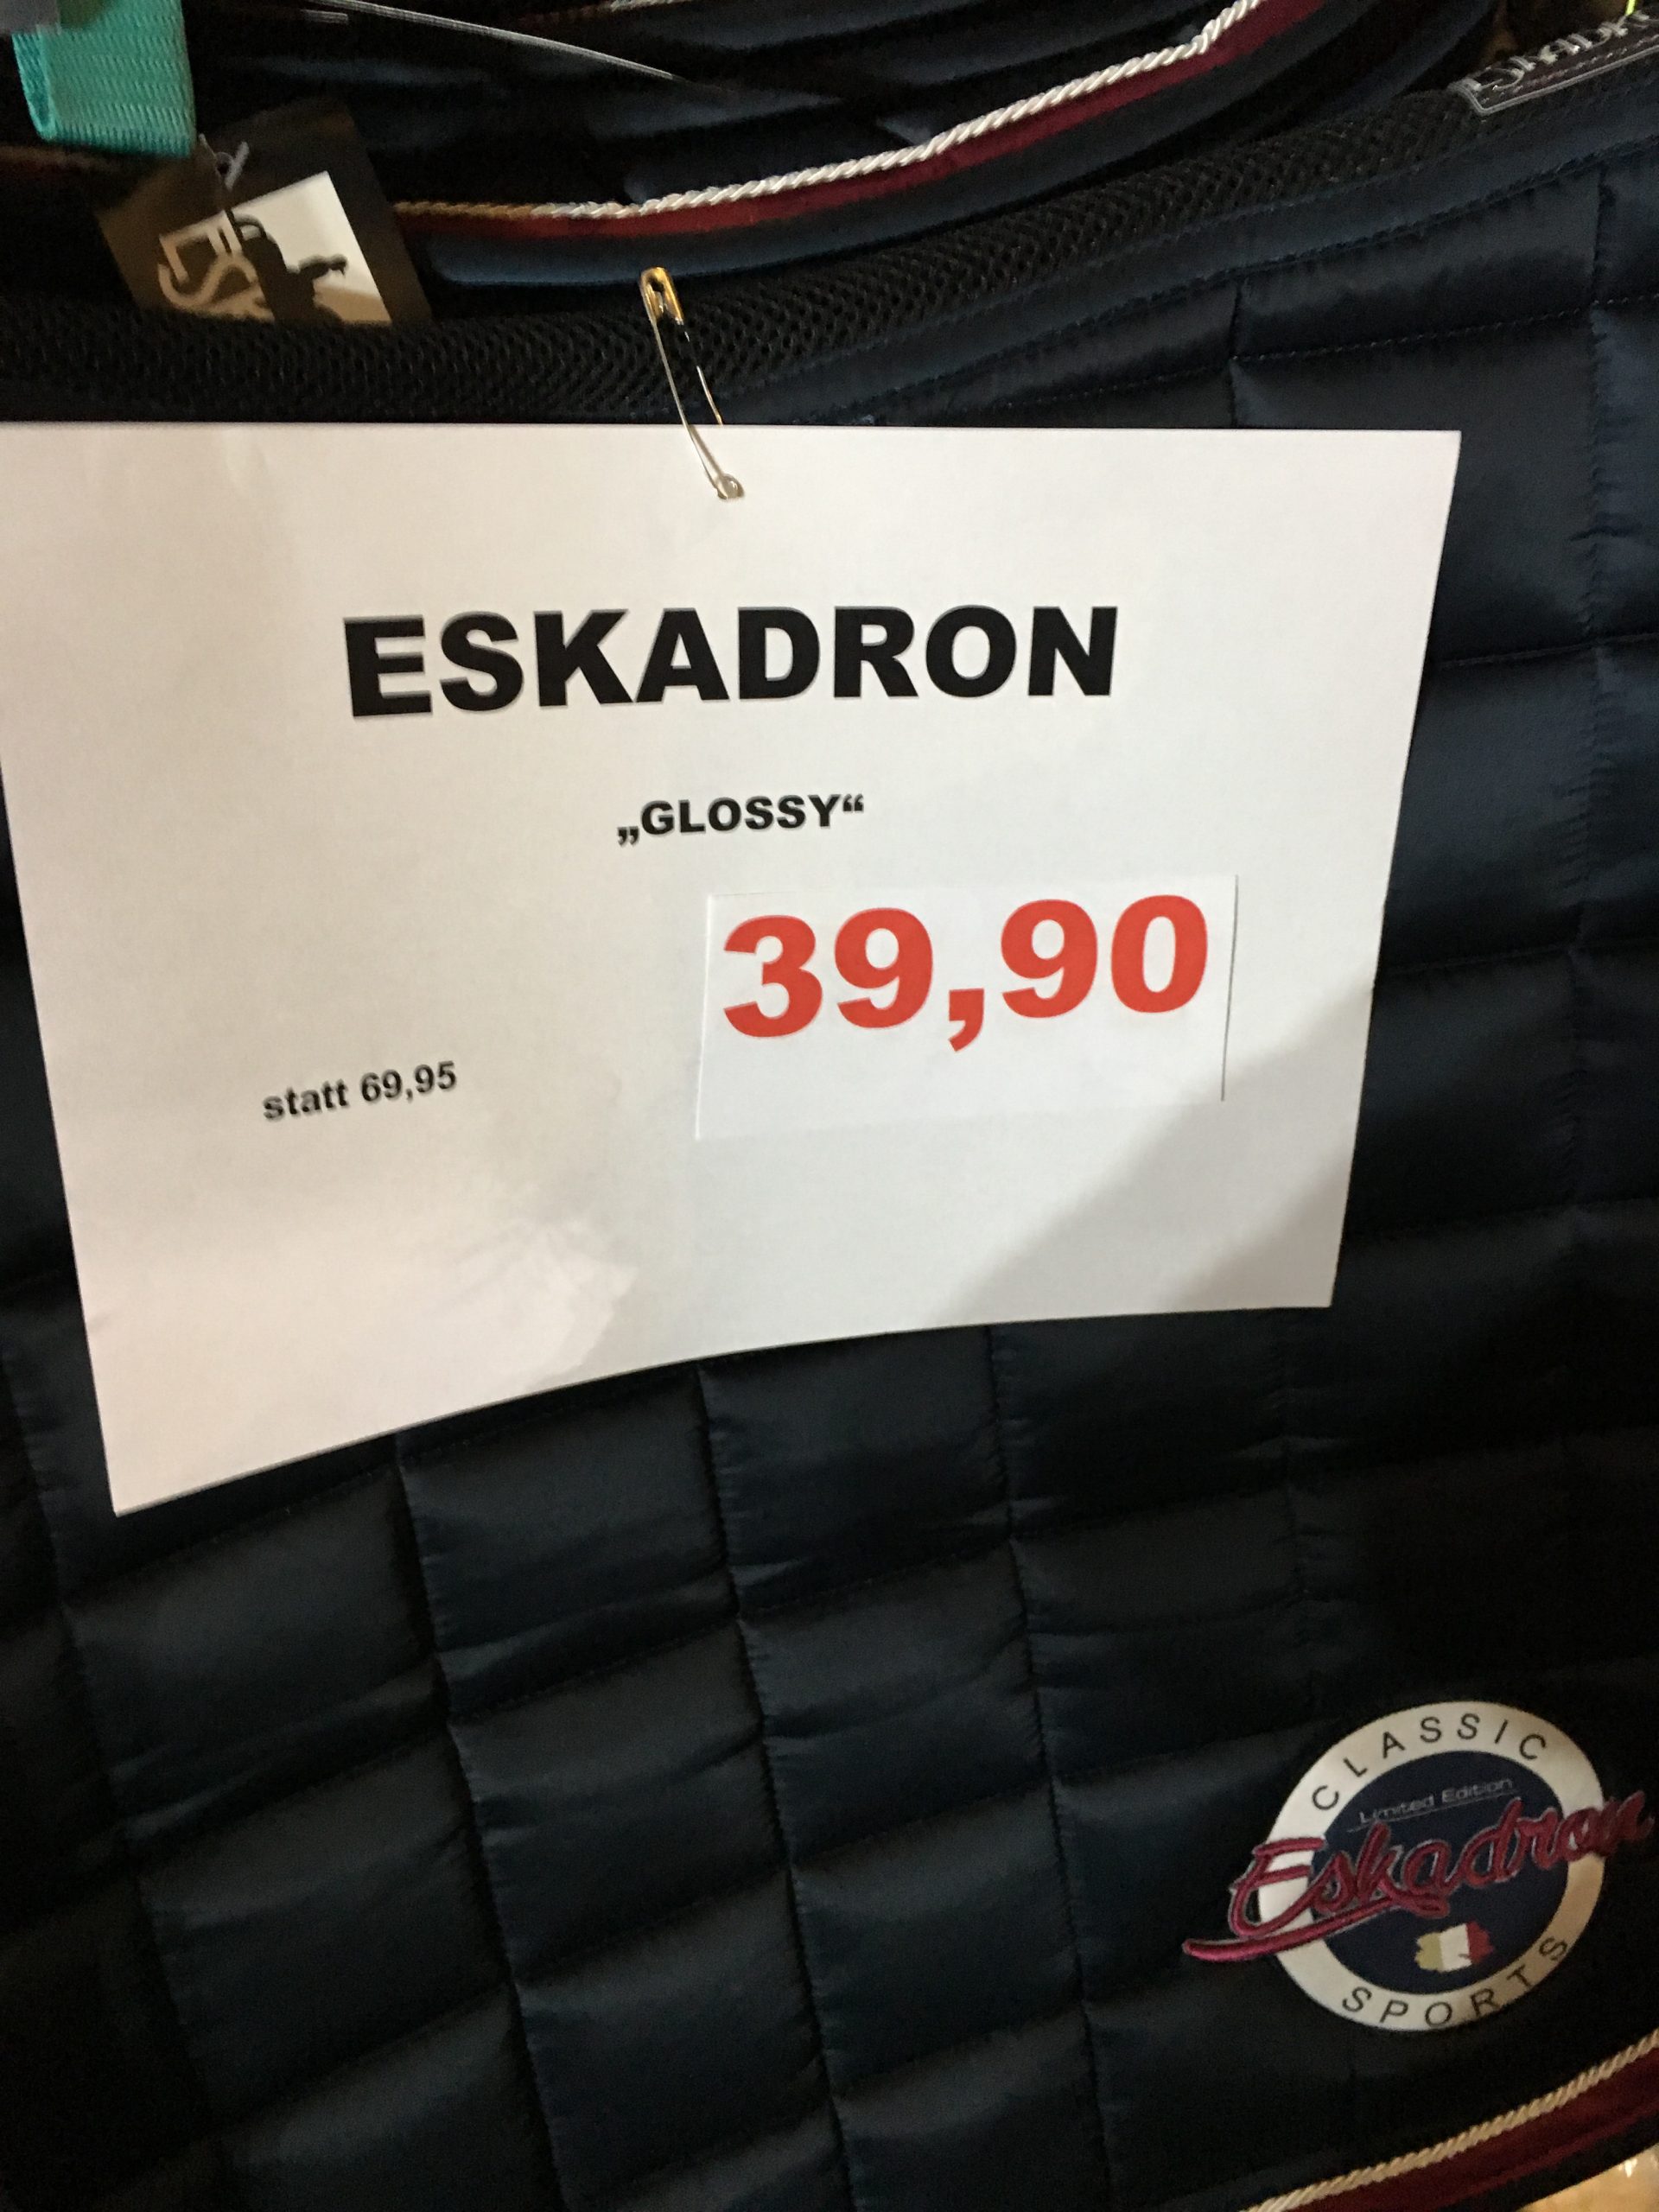 ESKADRON
„GLOSSY“
39,90
statt 69,95
CLASSIC
Limited Edition
Eskadron
SPORTS